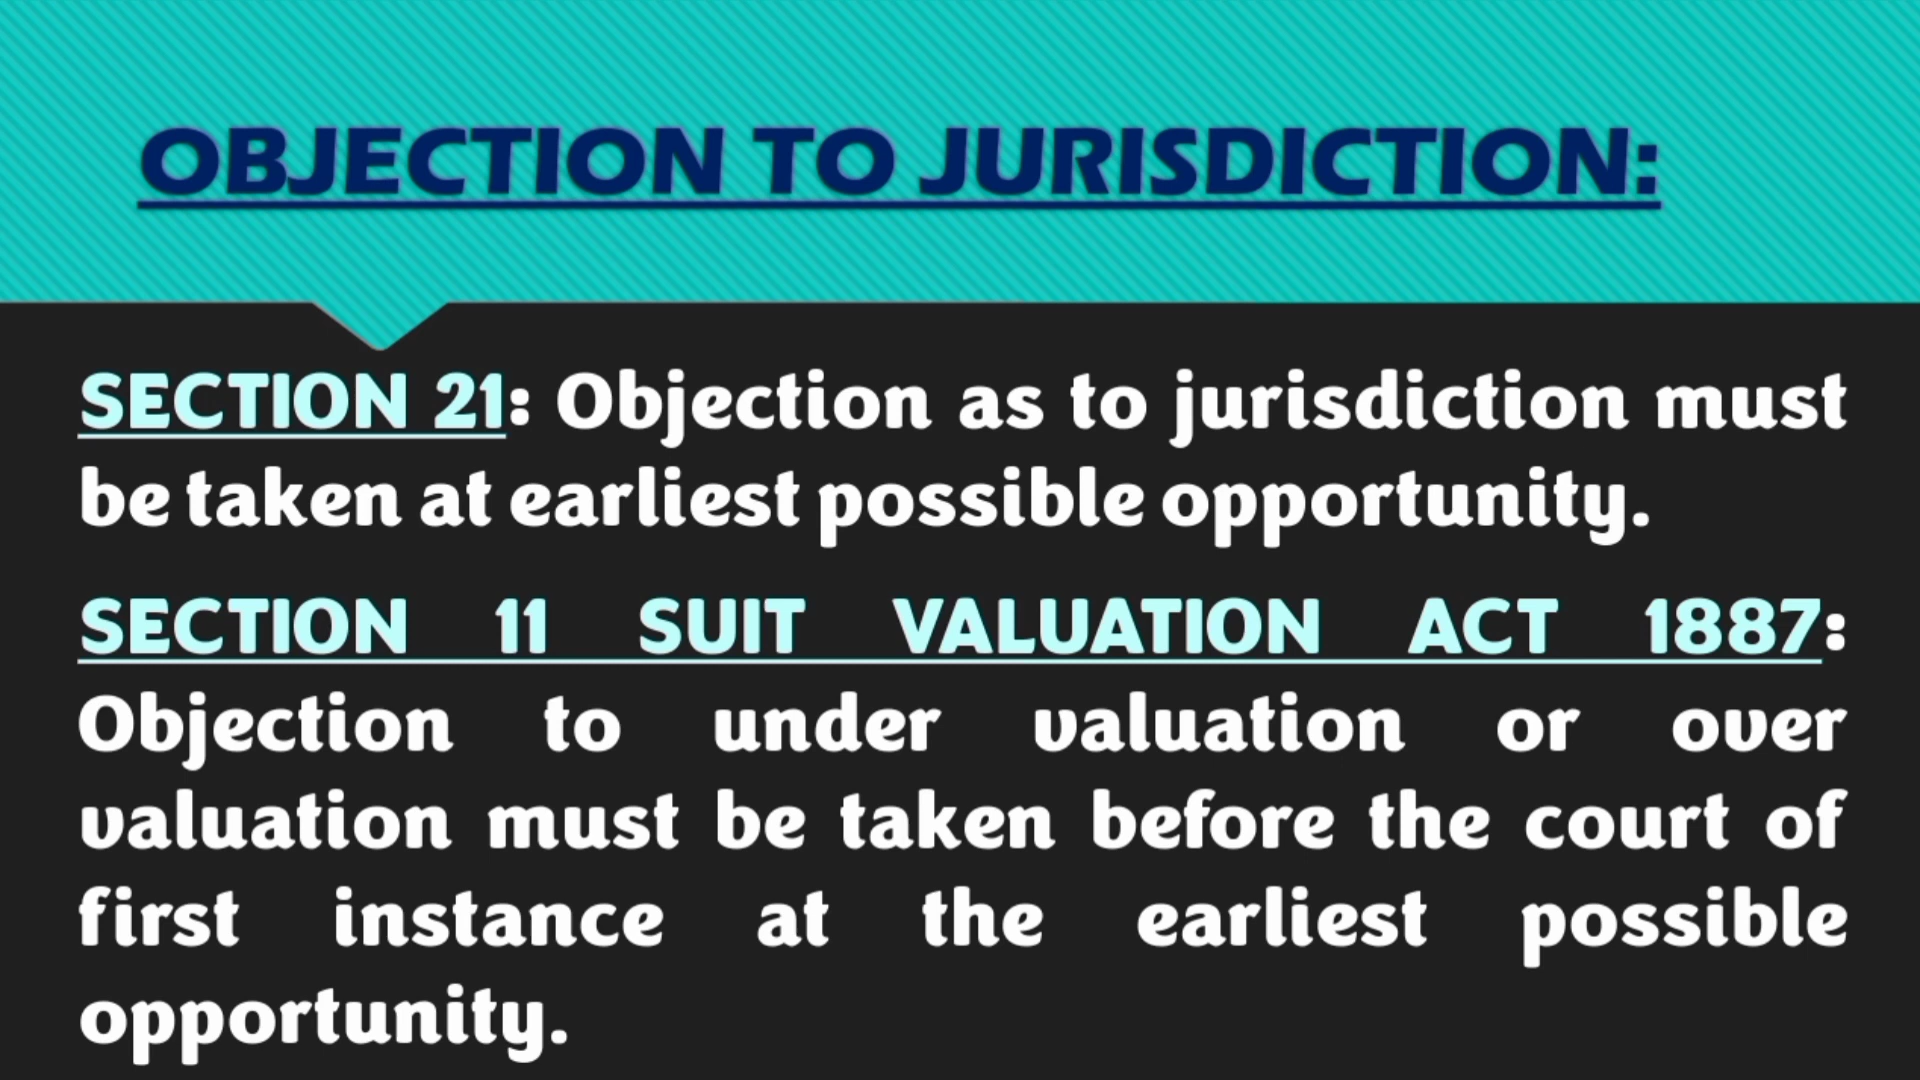 OBJECTION TO JURISDICTION:
SECTION 21: Objection as to jurisdiction must
be taken at earliest possible opportunity.
SECTION 11 SUIT VALUATION ACT 1887:
Objection to under valuation or over
valuation must be taken before the court of
first instance at the earliest possible
opportunity.